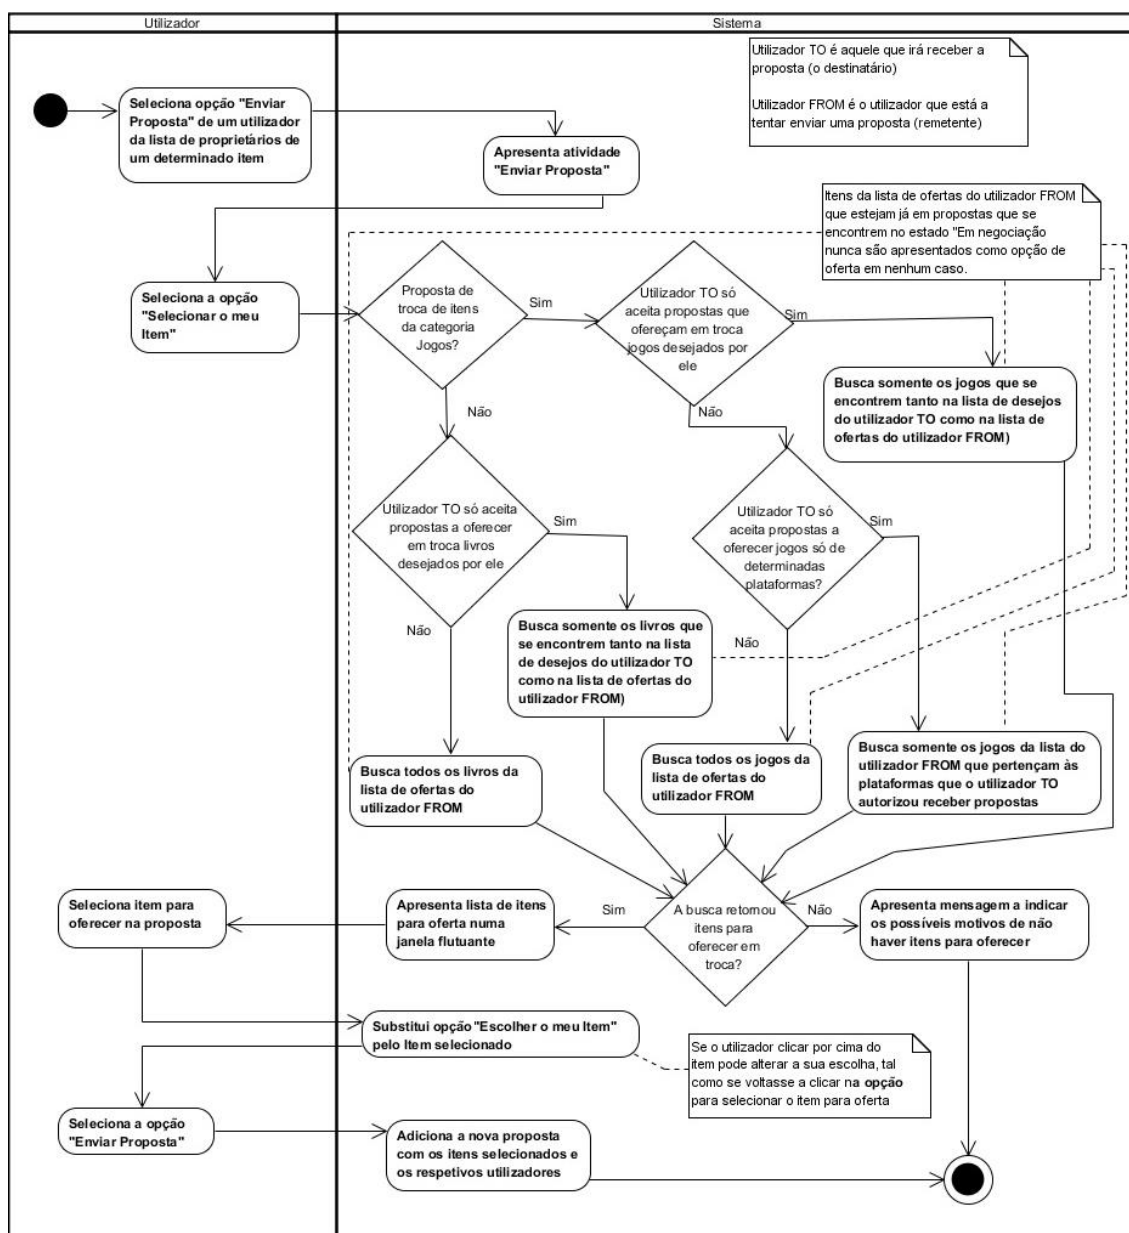 Utilizador
Sistema
Utilizador TO é aquele que irá receber a
proposta (o destinatário)
Utilizador FROM é o utilizador que está a
tentar enviar uma proposta (remetente)
Seleciona opção "Enviar
Proposta" de um utilizador
da lista de proprietários de
um determinado item
Apresenta atividade
"Enviar Proposta"
Itens da lista de ofertas do utilizador FROM
que estejam já em propostas que se
encontrem no estado "Em negociação
nunca são apresentados como opção de
oferta em nenhum caso.
Seleciona a opção
"Selecionar o meu
Item"
Proposta de
troca de itens
da categoria
Jogos?
Sim
Utilizador TO só
aceita propostas que
ofereçam em troca
jogos desejados por
ele
Sim
Busca somente os jogos que se
encontrem tanto na lista de desejos
do utilizador TO como na lista de
ofertas do utilizador FROM)
Não
Não
Utilizador TO só aceita
propostas a oferecer
em troca livros
desejados por ele
Sim
Utilizador TO só
aceita propostas a
oferecer jogos só de
determinadas
plataformas?
Sim
Não
Busca somente os livros que
se encontrem tanto na lista
de desejos do utilizador TO
como na lista de ofertas do
utilizador FROM)
Não
Busca todos os livros da
lista de ofertas do
utilizador FROM
Busca todos os jogos da
lista de ofertas do
utilizador FROM
Busca somente os jogos da lista do
utilizador FROM que pertençam às
plataformas que o utilizador TO
autorizou receber propostas
Seleciona item para
oferecer na proposta
Apresenta lista de itens
para oferta numa
janela flutuante
Sim
A busca retornou
itens para
oferecer em
troca?
Não
Apresenta mensagem a indicar
os possíveis motivos de não
haver itens para oferecer
Substitui opção "Escolher o meu Item"
pelo Item selecionado
Se o utilizador clicar por cima do
item pode alterar a sua escolha, tal
como se voltasse a clicar na opção
para selecionar o item para oferta
Seleciona a opção
"Enviar Proposta"
Adiciona a nova proposta
com os itens selecionados e
os respetivos utilizadores